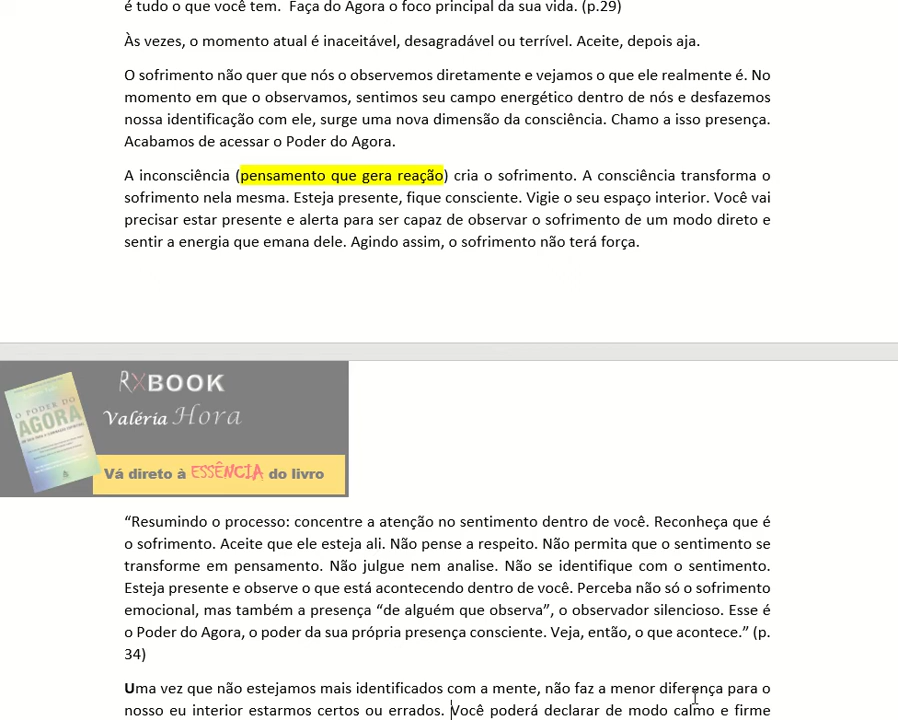 é tudo o que você tem.  Faça do Agora o foco principal da sua vida. (p.29)
Às vezes, o momento atual é inaceitável, desagradável ou terrível. Aceite, depois aja.
O sofrimento não quer que nós o observemos diretamente e vejamos o que ele realmente é. No
momento em que o observamos, sentimos seu campo energético dentro de nós e desfazemos
nossa identificação com ele, surge uma nova dimensão da consciência. Chamo a isso presença.
Acabamos de acessar o Poder do Agora.
A inconsciência (pensamento que gera reação) cria o sofrimento. A consciência transforma o
sofrimento nela mesma. Esteja presente, fique consciente. Vigie o seu espaço interior. Você vai
precisar estar presente e alerta para ser capaz de observar o sofrimento de um modo direto e
sentir a energia que emana dele. Agindo assim, o sofrimento não terá força.
RXBOOK
Valéria Hora
O PODER DO
AGORA
Vá direto à ESSÊNCIA do livro
“Resumindo o processo: concentre a atenção no sentimento dentro de você. Reconheça que é
o sofrimento. Aceite que ele esteja ali. Não pense a respeito. Não permita que o sentimento se
transforme em pensamento. Não julgue nem analise. Não se identifique com o sentimento.
Esteja presente e observe o que está acontecendo dentro de você. Perceba não só o sofrimento
emocional, mas também a presença “de alguém que observa”, o observador silencioso. Esse é
o Poder do Agora, o poder da sua própria presença consciente. Veja, então, o que acontece.” (p.
34)
Uma vez que não estejamos mais identificados com a mente, não faz a menor diferença para o
nosso eu interior estarmos certos ou errados. Você poderá declarar de modo calmo e firme